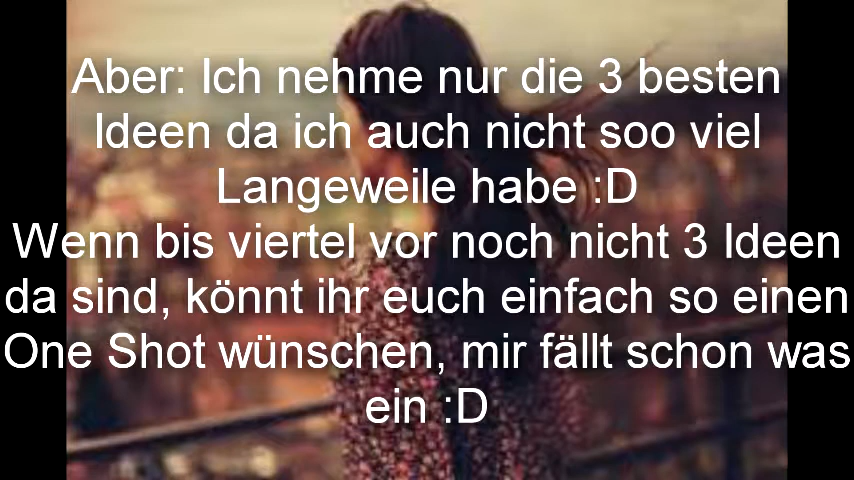 Aber: Ich nehme nur die 3 besten
Ideen da ich auch nicht soo viel
Langeweile habe :D
Wenn bis viertel vor noch nicht 3 Ideen
da sind, könnt ihr euch einfach so einen
One Shot wünschen, mir fällt schon was
ein :D